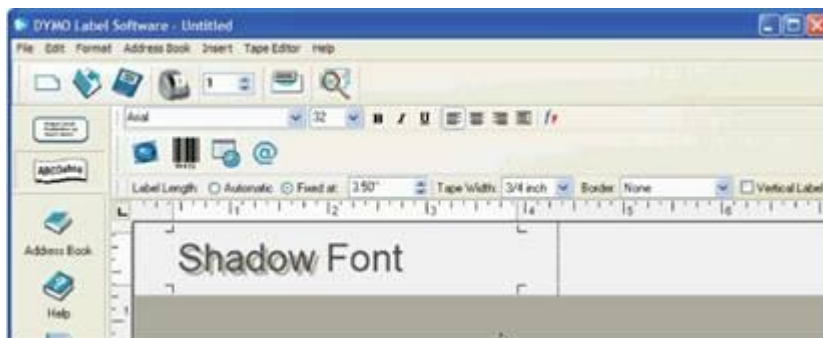 DYMO Label Software - Untitled
File Edit Format Address Book Insert Tape Editor Help
1
Arial 32 B I U
ABCDefling
Label Length: Automatic Fixed at: 3.50" Tape Width: 3/4 inch Border: None Vertical Label
1 2 3 4 5 6
Address Book
Shadow Font
Help
1